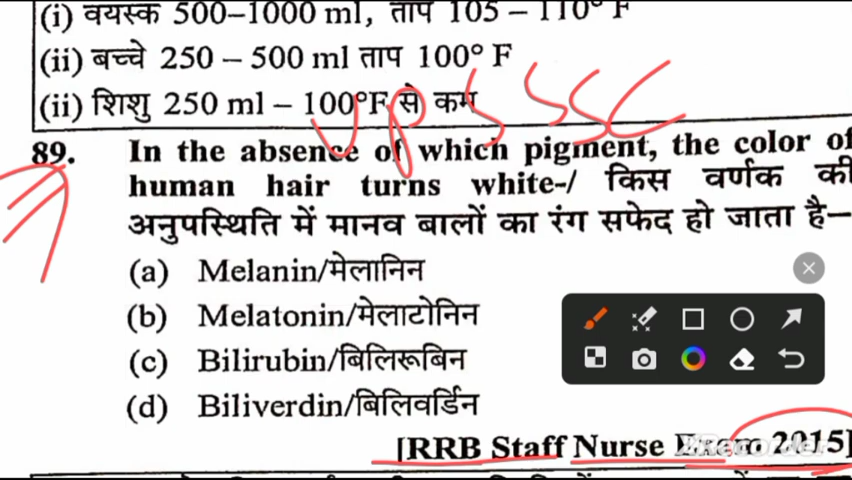 (i) वयस्क 500–1000 ml, ताप 105 – 110° F
(ii) बच्चे 250 – 500 ml ताप 100° F
(ii) शिशु 250 ml – 100°F से कम
UPSSSC
89. In the absence of which pigment, the color of
human hair turns white-/ किस वर्णक की
अनुपस्थिति में मानव बालों का रंग सफेद हो जाता है–
(a) Melanin/मेलानिन
(b) Melatonin/मेलाटोनिन
(c) Bilirubin/बिलिरूबिन
(d) Biliverdin/बिलिवर्डिन
[RRB Staff Nurse Exam 2015]